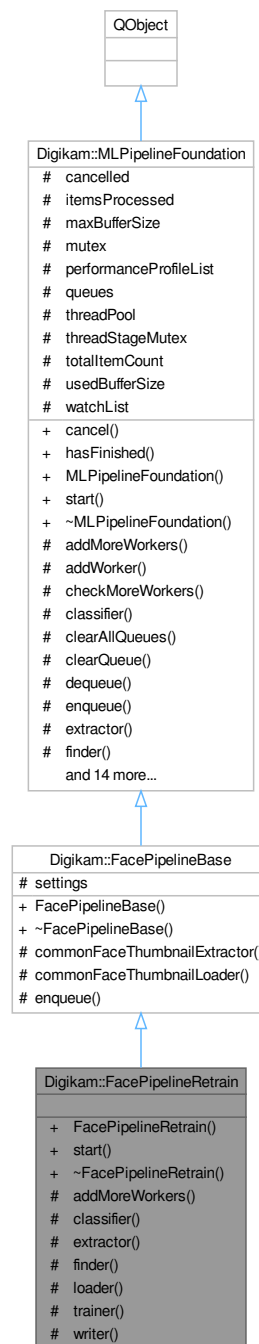 QObject
Digikam::MLPipelineFoundation
# cancelled
# itemsProcessed
# maxBufferSize
# mutex
# performanceProfileList
# queues
# threadPool
# threadStageMutex
# totalItemCount
# usedBufferSize
# watchList
+ cancel()
+ hasFinished()
+ MLPipelineFoundation()
+ start()
+ ~MLPipelineFoundation()
# addMoreWorkers()
# addWorker()
# checkMoreWorkers()
# classifier()
# clearAllQueues()
# clearQueue()
# dequeue()
# enqueue()
# extractor()
# finder()
and 14 more...
Digikam::FacePipelineBase
# settings
+ FacePipelineBase()
+ ~FacePipelineBase()
# commonFaceThumbnailExtractor(
# commonFaceThumbnailLoader()
# enqueue()
Digikam::FacePipelineRetrain
+ FacePipelineRetrain()
+ start()
+ ~FacePipelineRetrain()
# addMoreWorkers()
# classifier()
# extractor()
# finder()
# loader()
# trainer()
# writer()